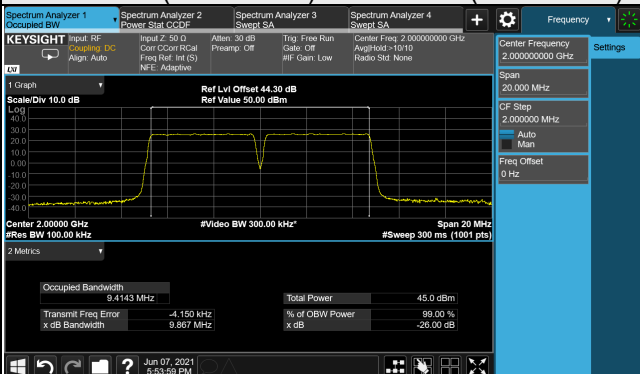 Spectrum Analyzer 1
Occupied BW
Spectrum Analyzer 2
Power Stat CCDF
Spectrum Analyzer 3
Swept SA
Spectrum Analyzer 4
Swept SA
+
Frequency
KEYSIGHT
Input: RF
Coupling: DC
Align: Auto
Input Z: 50 Ω
Corr CCorr RCal
Freq Ref: Int (S)
NFE: Adaptive
Atten: 30 dB
Preamp: Off
Trig: Free Run
Gate: Off
#IF Gain: Low
Center Freq: 2.000000000 GHz
Avg|Hold:>10/10
Radio Std: None
LXI
Center Frequency
2.000000000 GHz
Settings
Span
20.000 MHz
CF Step
2.000000 MHz
Auto
Man
Freq Offset
0 Hz
1 Graph
Scale/Div 10.0 dB
Ref Lvl Offset 44.30 dB
Ref Value 50.00 dBm
Log
40.0
30.0
20.0
10.0
0.00
-10.0
-20.0
-30.0
-40.0
Center 2.00000 GHz
#Res BW 100.00 kHz
#Video BW 300.00 kHz*
Span 20 MHz
#Sweep 300 ms (1001 pts)
2 Metrics
Occupied Bandwidth
9.4143 MHz
Total Power 45.0 dBm
Transmit Freq Error -4.150 kHz
% of OBW Power 99.00 %
x dB Bandwidth 9.867 MHz
x dB -26.00 dB
?
Jun 07, 2021
5:53:59 PM